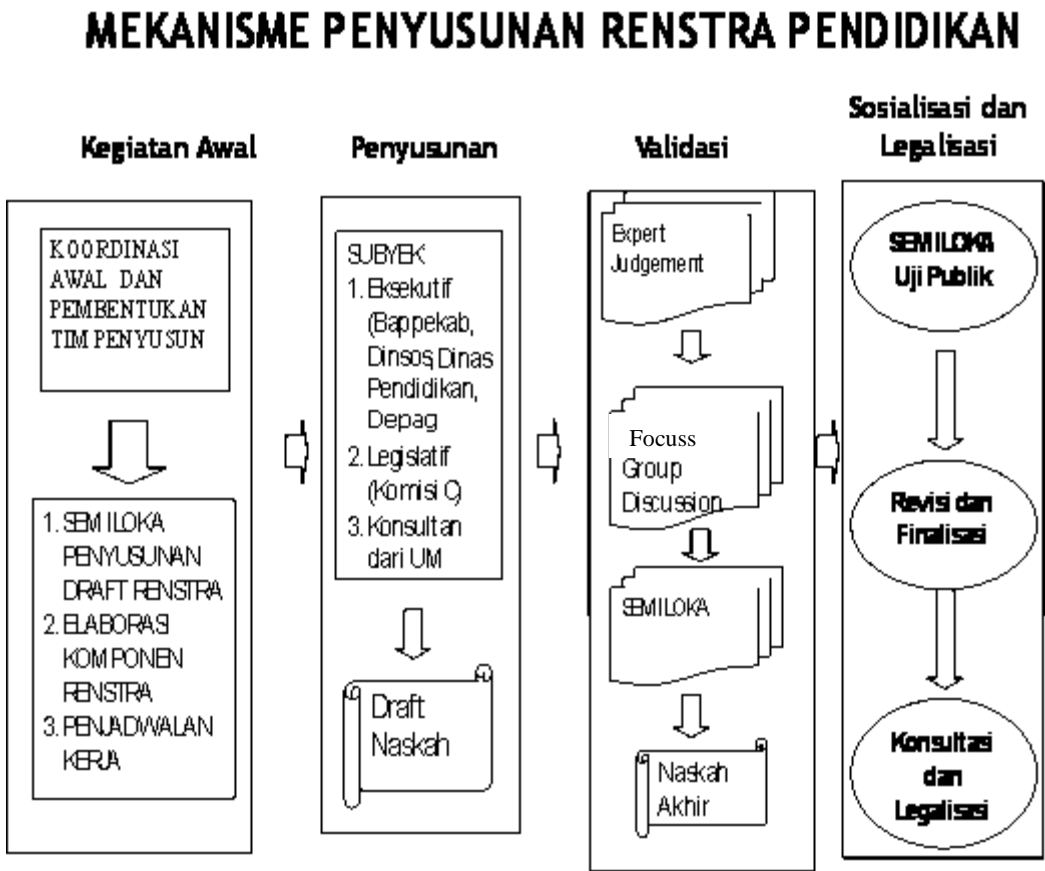 MEKANISME PENYUSUNAN RENSTRA PENDIDIKAN
Kegiatan Awal
KOORDINASI
AWAL DAN
PEMBENTUKAN
TIM PENYUSUN
1. SEMILOKA
PENYUSUNAN
DRAFT RENSTRA
2. ELABORASI
KOMPONEN
RENSTRA
3. PENJADWALAN
KERJA
Penyusunan
SUBYEK
1. Eksekutif
(Bappekab,
Dinsos, Dinas
Pendidikan,
Depag
2. Legislatif
(Komisi C)
3. Konsultan
dari UM
Draft
Naskah
Validasi
Expert
Judgement
Focuss
Group
Discussion
SEMILOKA
Naskah
Akhir
Sosialisasi dan
Legalisasi
SEMILOKA
Uji Publik
Revisi dan
Finalisasi
Konsultasi
dan
Legalisasi